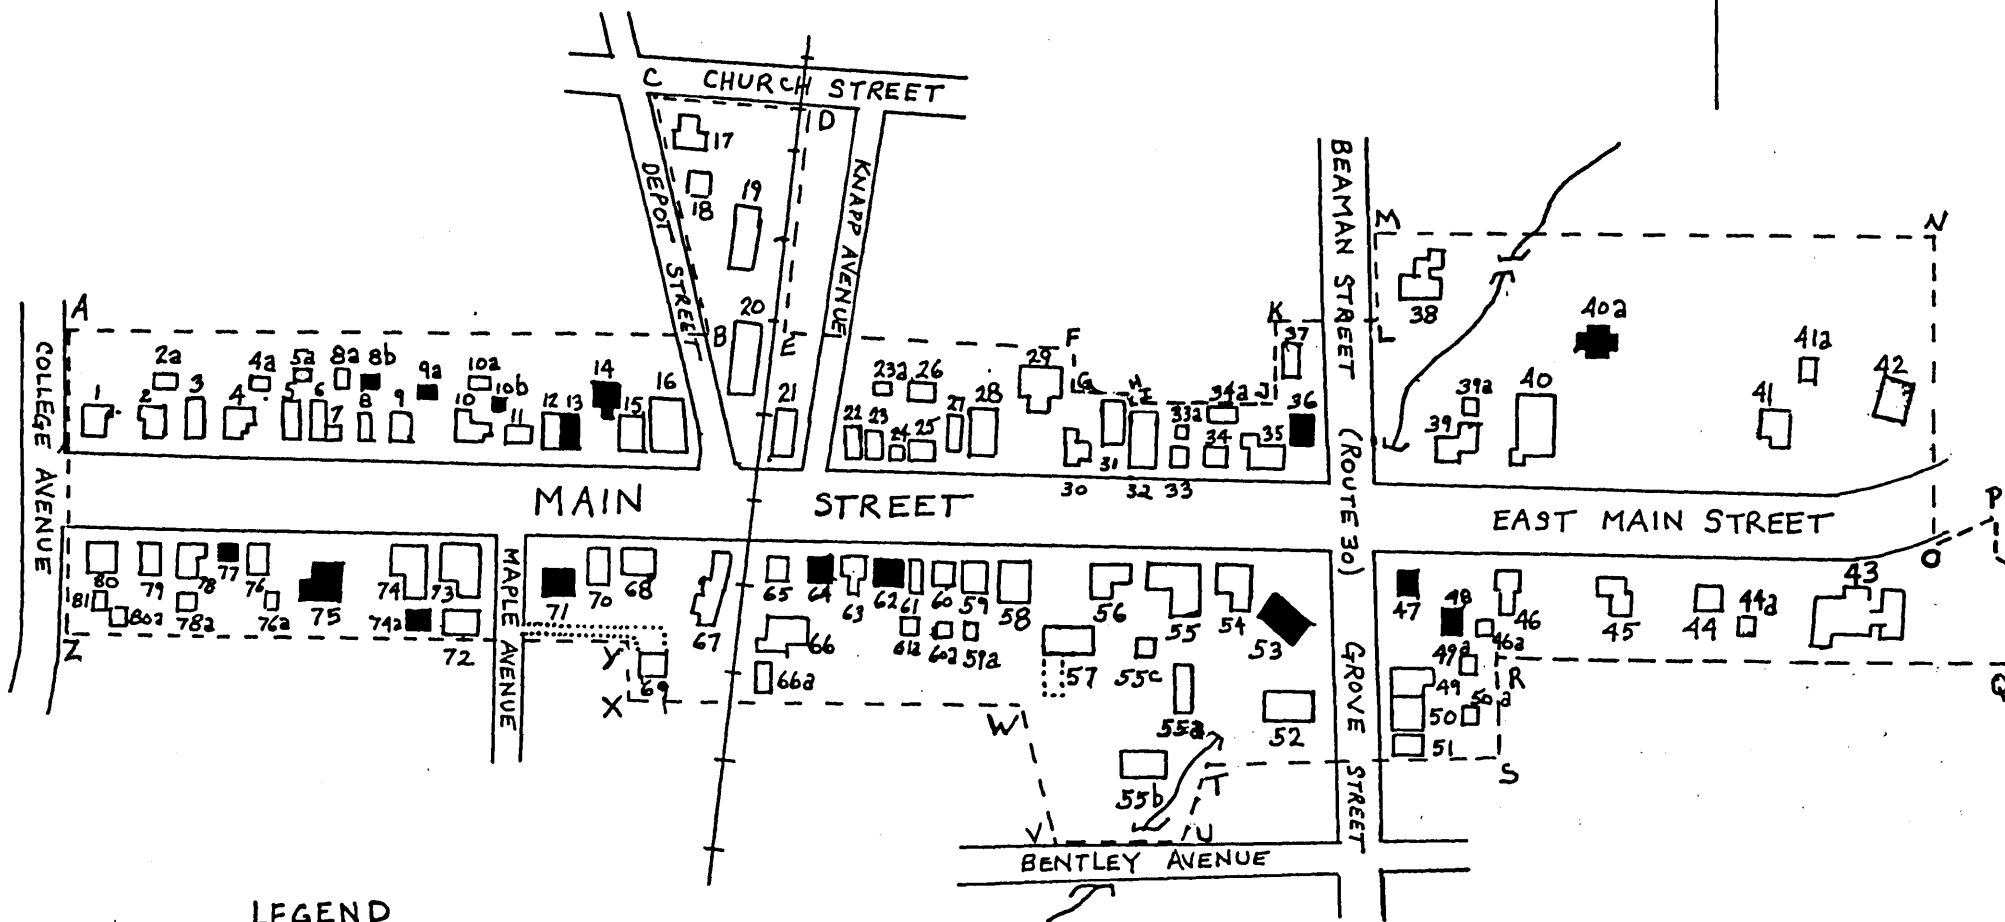 C CHURCH STREET
D
17
18
19
DEPOT STREET
KNAPP AVENUE
BEAMAN STREET (ROUTE 30)
M
N
A
B
20
E
F
K
37
L
38
40a
41a
42
COLLEGE AVENUE
2a
4a
5a
8a
8b
9a
10a
10b
14
16
1
2
3
4
5
6
7
8
9
10
11
12
13
15
21
23a
26
29
G
H
I
34a
J
22
23
24
25
27
28
33a
34
35
36
39a
39
40
41
30
31
32
33
MAIN STREET
EAST MAIN STREET
P
O
80
79
78
77
76
75
74
73
MAPLE AVENUE
71
70
68
67
65
64
63
62
61
60
59
58
56
55
54
53
47
48
46
45
44
44a
43
81
80a
78a
76a
74a
72
66
61a
60a
59a
57
55c
46a
49a
Z
Y
69
66a
X
W
55a
52
GROVE STREET
49
50a
50
51
R
Q
S
55b
T
V
U
BENTLEY AVENUE
LEGEND